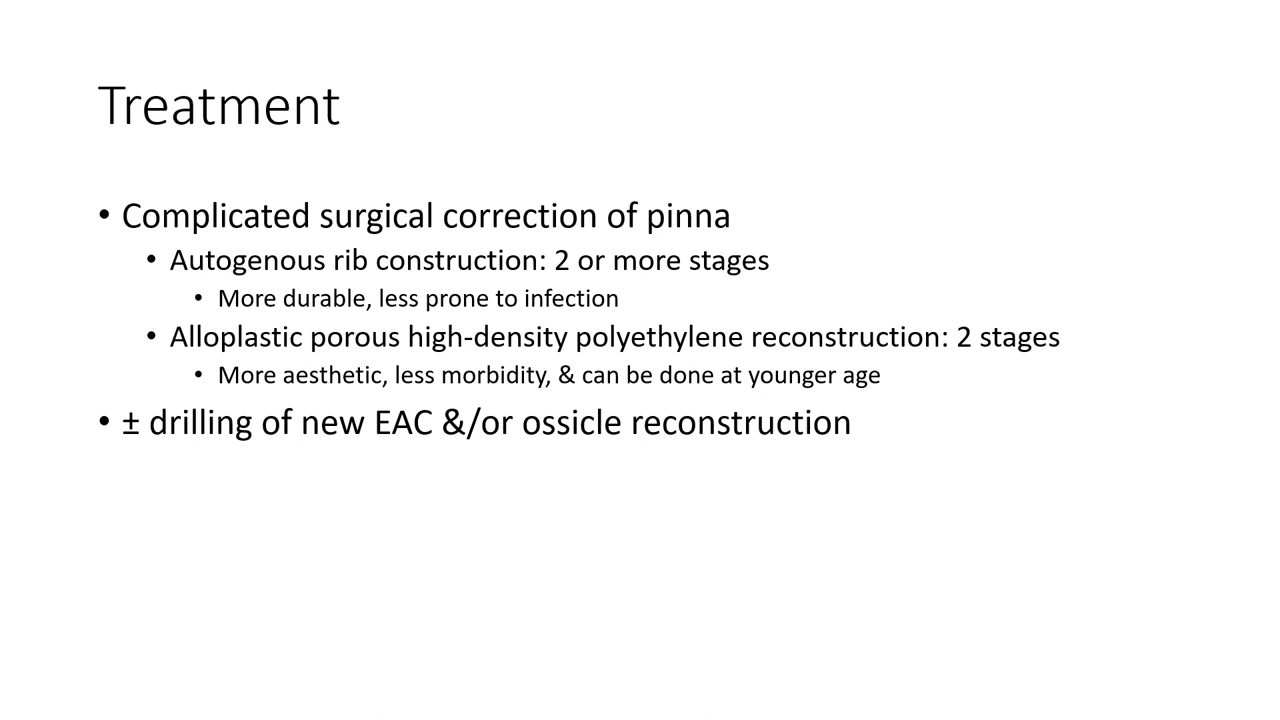 Treatment
• Complicated surgical correction of pinna
• Autogenous rib construction: 2 or more stages
• More durable, less prone to infection
• Alloplastic porous high-density polyethylene reconstruction: 2 stages
• More aesthetic, less morbidity, & can be done at younger age
• ± drilling of new EAC &/or ossicle reconstruction